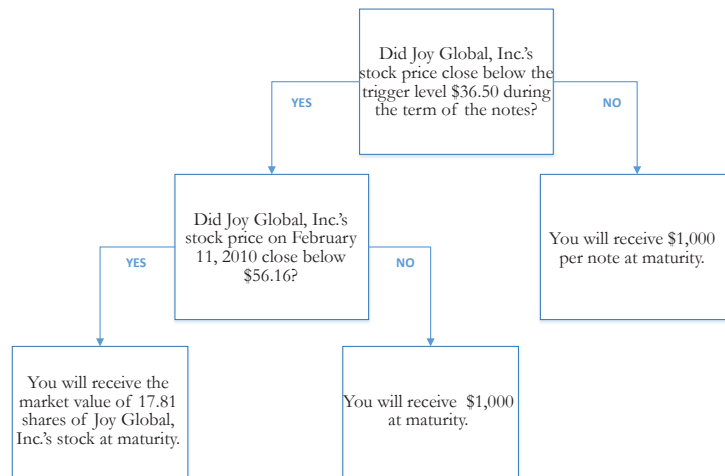 Did Joy Global, Inc.'s
stock price close below the
trigger level $36.50 during
the term of the notes?
YES
NO
Did Joy Global, Inc.'s
stock price on February
11, 2010 close below
$56.16?
You will receive $1,000
per note at maturity.
YES
NO
You will receive the
market value of 17.81
shares of Joy Global,
Inc.'s stock at maturity.
You will receive $1,000
at maturity.